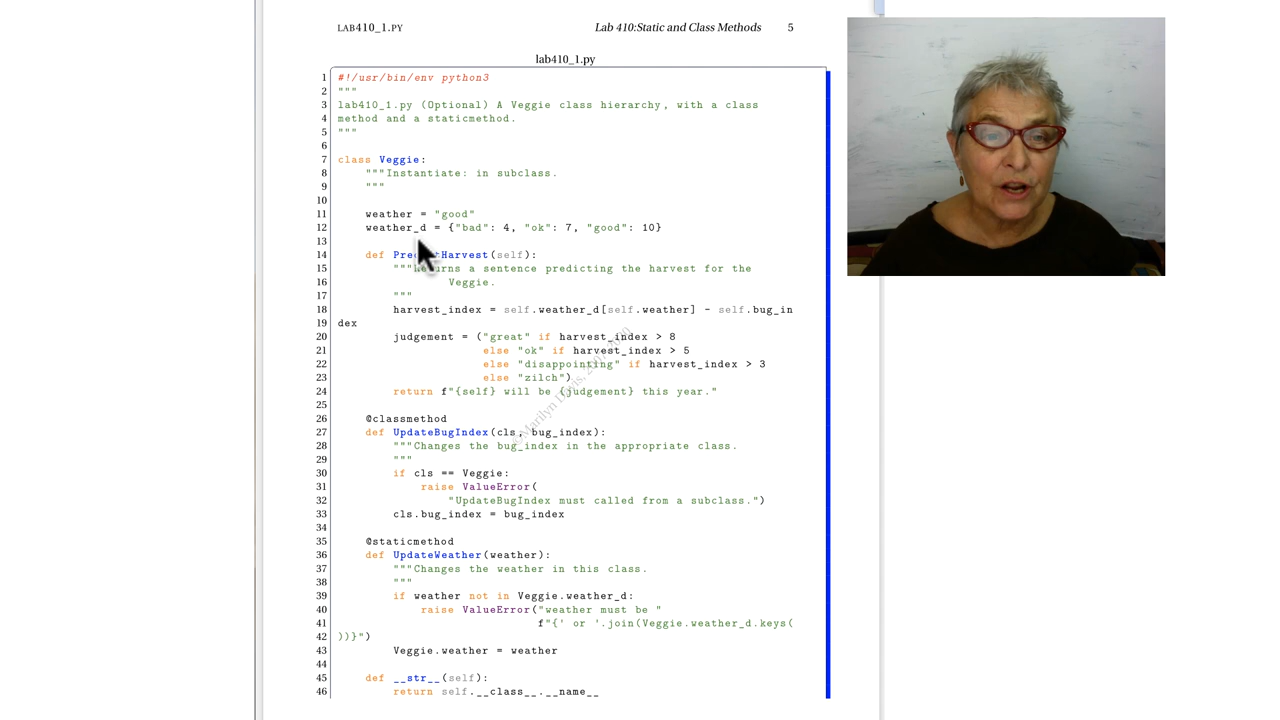 LAB410_1.PY Lab 410:Static and Class Methods 5
lab410_1.py
1 #!/usr/bin/env python3
2 """
3 lab410_1.py (Optional) A Veggie class hierarchy, with a class
4 method and a staticmethod.
5 """
6
7 class Veggie:
8 """Instantiate: in subclass.
9 """
10
11 weather = "good"
12 weather_d = {"bad": 4, "ok": 7, "good": 10}
13
14 def Pre Harvest(self):
15 """ urns a sentence predicting the harvest for the
16 Veggie.
17 """
18 harvest_index = self.weather_d[self.weather] - self.bug_in
19 dex
20 judgement = ("great" if harvest_index > 8
21 else "ok" if harvest_index > 5
22 else "disappointing" if harvest_index > 3
23 else "zilch")
24 return f"{self} will be {judgement} this year."
25
26 @classmethod
27 def UpdateBugIndex(cls, bug_index):
28 """Changes the bug_index in the appropriate class.
29 """
30 if cls == Veggie:
31 raise ValueError(
32 "UpdateBugIndex must called from a subclass.")
33 cls.bug_index = bug_index
34
35 @staticmethod
36 def UpdateWeather(weather):
37 """Changes the weather in this class.
38 """
39 if weather not in Veggie.weather_d:
40 raise ValueError("weather must be "
41 f"{' or '.join(Veggie.weather_d.keys(
42 ))}")
43 Veggie.weather = weather
44
45 def __str__(self):
46 return self.__class__.__name__
©Marilyn Davis,